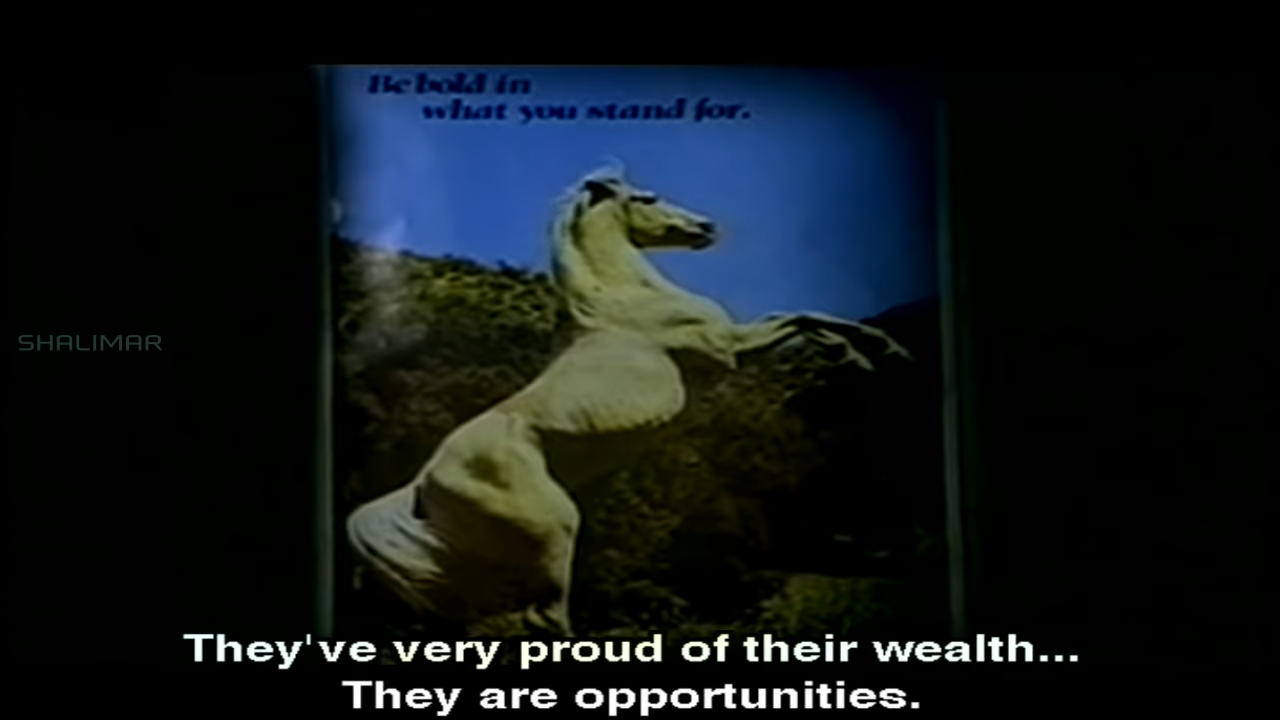 Be bold in
what you stand for.
SHALIMAR
They've very proud of their wealth...
They are opportunities.